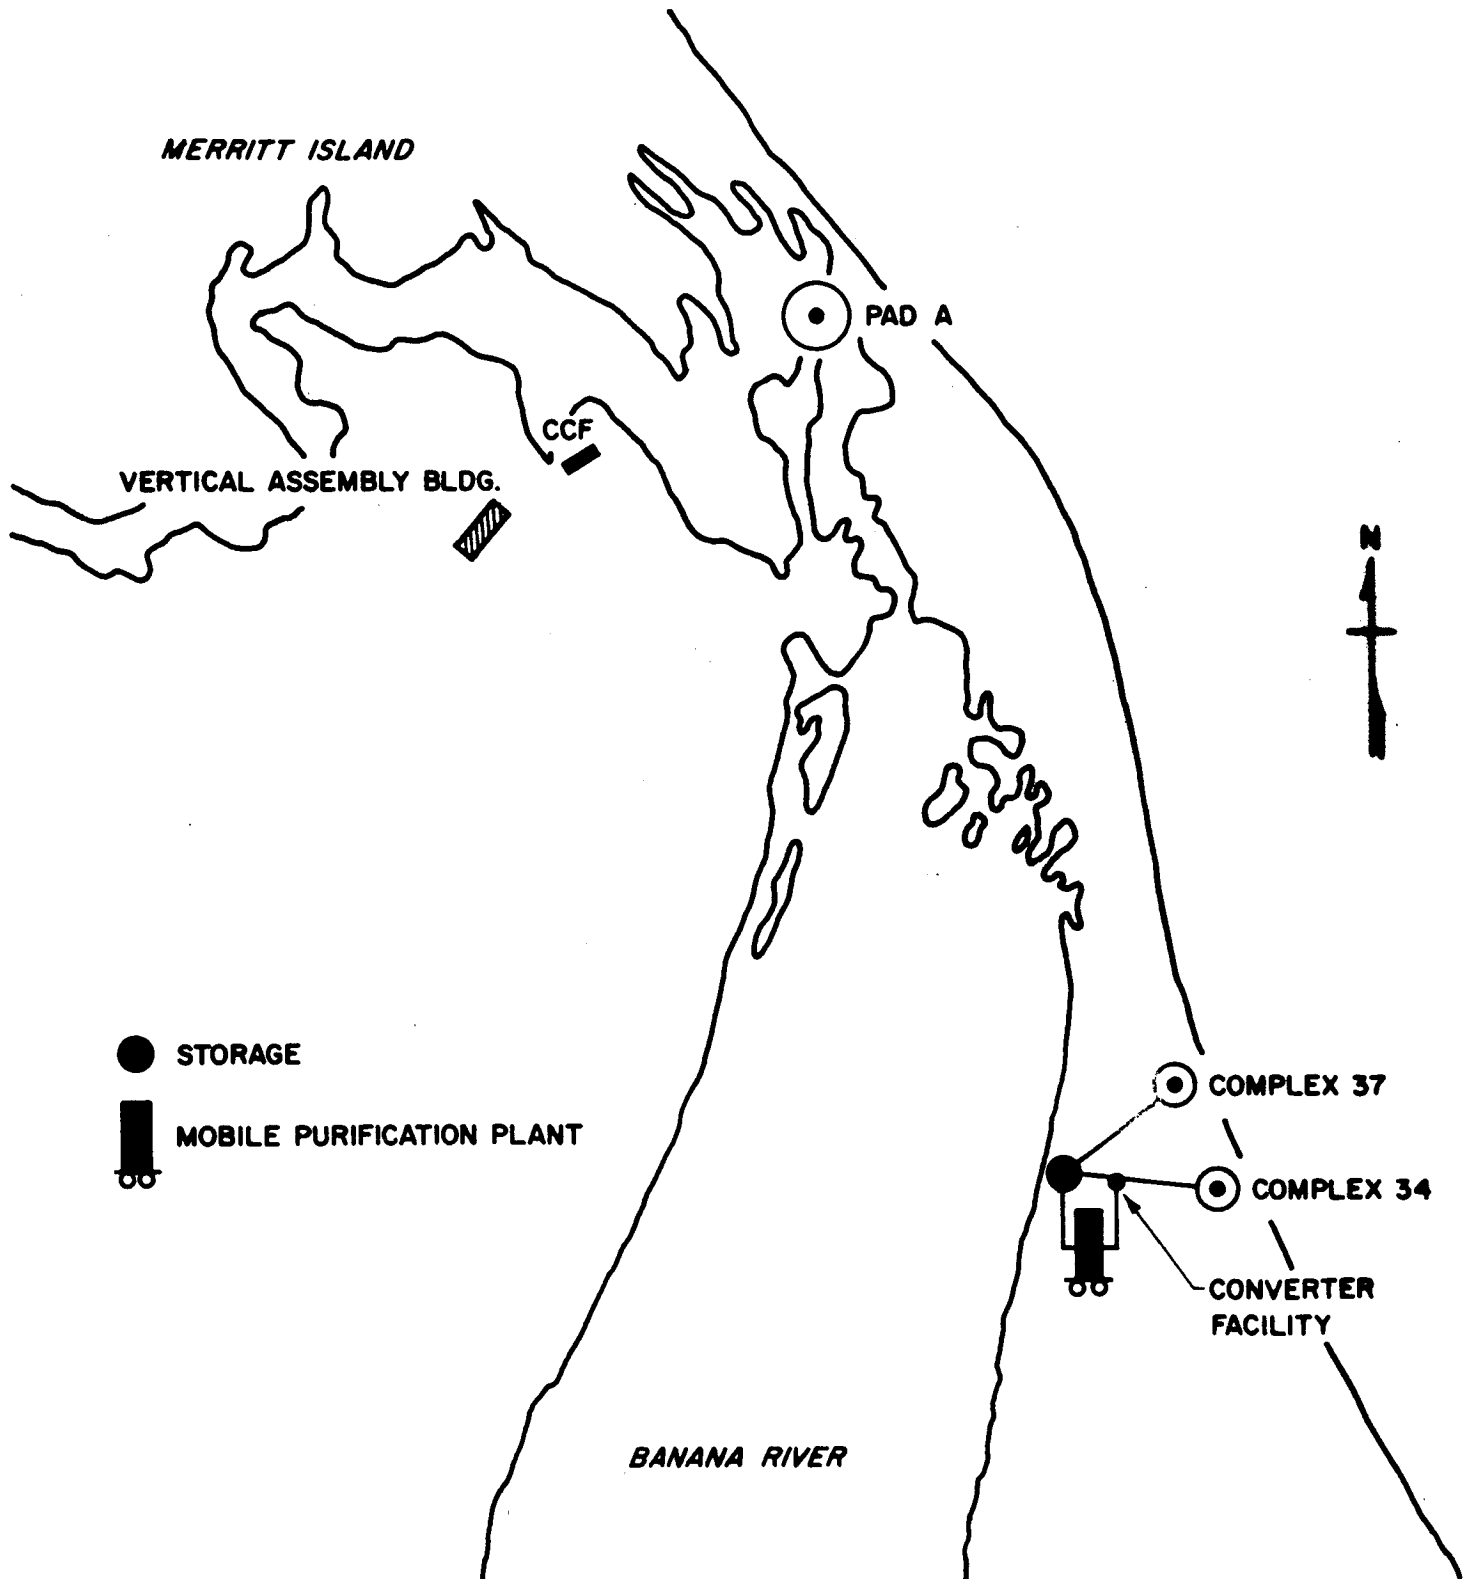 MERRITT ISLAND
PAD A
CCF
VERTICAL ASSEMBLY BLDG.
N
STORAGE
COMPLEX 37
MOBILE PURIFICATION PLANT
COMPLEX 34
CONVERTER
FACILITY
BANANA RIVER